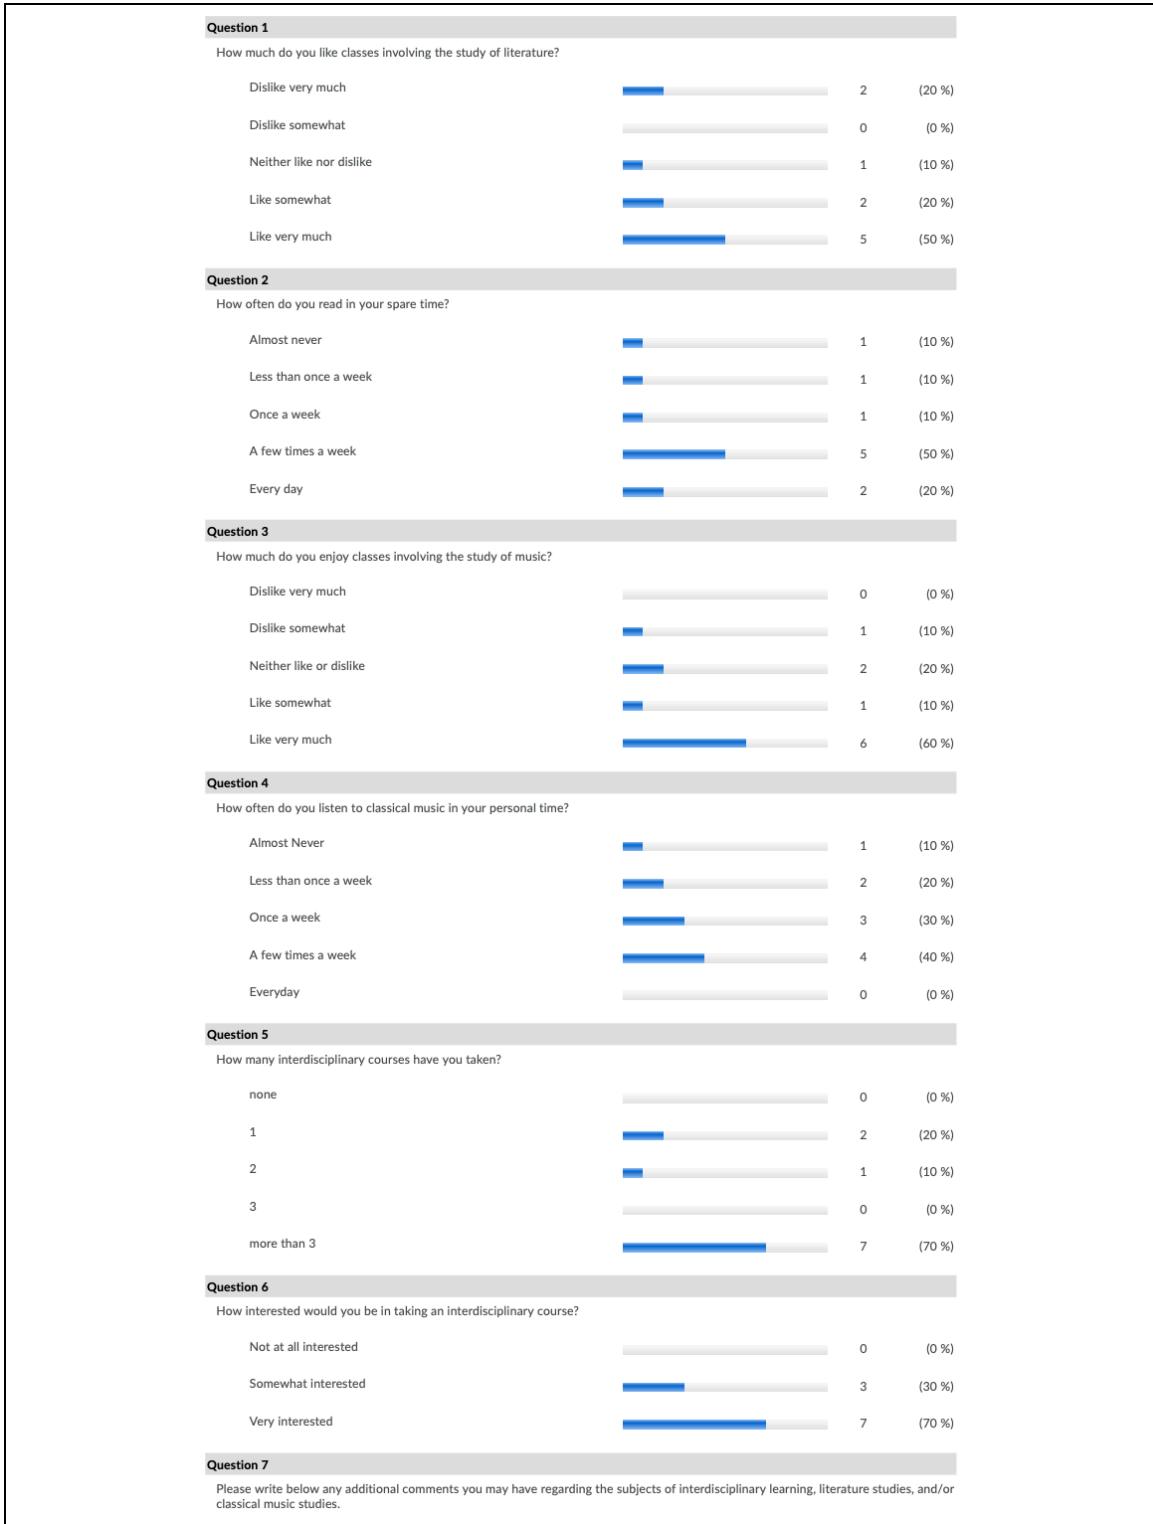 Question 1
How much do you like classes involving the study of literature?
Dislike very much 2 (20 %)
Dislike somewhat 0 (0 %)
Neither like nor dislike 1 (10 %)
Like somewhat 2 (20 %)
Like very much 5 (50 %)
Question 2
How often do you read in your spare time?
Almost never 1 (10 %)
Less than once a week 1 (10 %)
Once a week 1 (10 %)
A few times a week 5 (50 %)
Every day 2 (20 %)
Question 3
How much do you enjoy classes involving the study of music?
Dislike very much 0 (0 %)
Dislike somewhat 1 (10 %)
Neither like or dislike 2 (20 %)
Like somewhat 1 (10 %)
Like very much 6 (60 %)
Question 4
How often do you listen to classical music in your personal time?
Almost Never 1 (10 %)
Less than once a week 2 (20 %)
Once a week 3 (30 %)
A few times a week 4 (40 %)
Everyday 0 (0 %)
Question 5
How many interdisciplinary courses have you taken?
none 0 (0 %)
1 2 (20 %)
2 1 (10 %)
3 0 (0 %)
more than 3 7 (70 %)
Question 6
How interested would you be in taking an interdisciplinary course?
Not at all interested 0 (0 %)
Somewhat interested 3 (30 %)
Very interested 7 (70 %)
Question 7
Please write below any additional comments you may have regarding the subjects of interdisciplinary learning, literature studies, and/or
classical music studies.